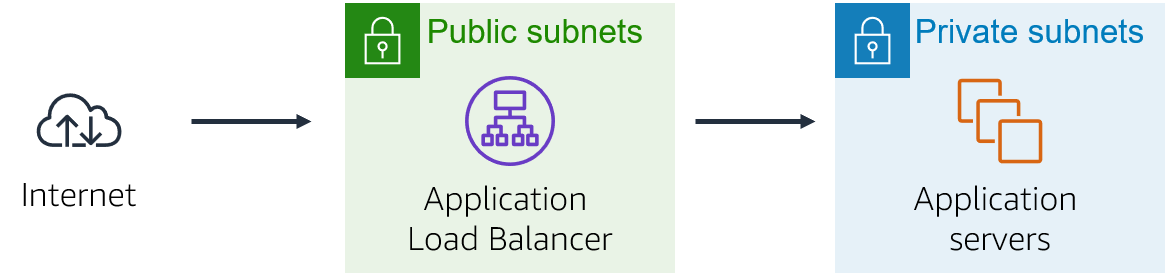 Internet
Public subnets
Application
Load Balancer
Private subnets
Application
servers